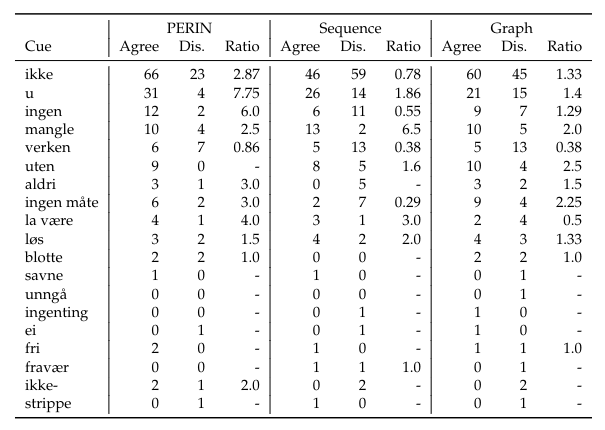 PERIN Sequence Graph
Cue Agree Dis. Ratio Agree Dis. Ratio Agree Dis. Ratio
ikke 66 23 2.87 46 59 0.78 60 45 1.33
u 31 4 7.75 26 14 1.86 21 15 1.4
ingen 12 2 6.0 6 11 0.55 9 7 1.29
mangle 10 4 2.5 13 2 6.5 10 5 2.0
verken 6 7 0.86 5 13 0.38 5 13 0.38
uten 9 0 - 8 5 1.6 10 4 2.5
aldri 3 1 3.0 0 5 - 3 2 1.5
ingen måte 6 2 3.0 2 7 0.29 9 4 2.25
la være 4 1 4.0 3 1 3.0 2 4 0.5
løs 3 2 1.5 4 2 2.0 4 3 1.33
blotte 2 2 1.0 0 0 - 2 2 1.0
savne 1 0 - 1 0 - 0 1 -
unngå 0 0 - 0 0 - 0 1 -
ingenting 0 0 - 0 1 - 1 0 -
ei 0 1 - 0 1 - 1 0 -
fri 2 0 - 1 0 - 1 1 1.0
fravær 0 0 - 1 1 1.0 0 1 -
ikke- 2 1 2.0 0 2 - 0 2 -
strippe 0 1 - 1 0 - 0 1 -